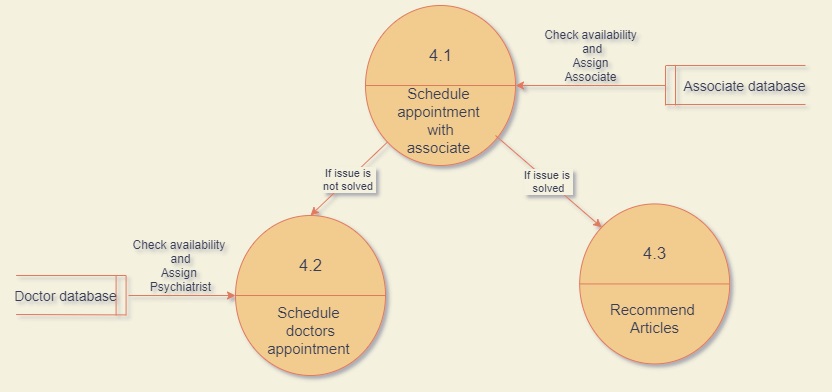 4.1
Schedule
appointment
with
associate
Check availability
and
Assign
Associate
Associate database
If issue is
not solved
If issue is
solved
Check availability
and
Assign
Psychiatrist
Doctor database
4.2
Schedule
doctors
appointment
4.3
Recommend
Articles